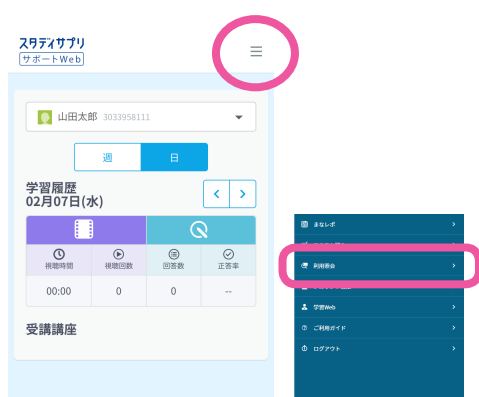 スタディサプリ
サポートWeb
山田太郎 3033958111
週 日
学習履歴
02月07日(水)
視聴時間 視聴回数 回答数 正答率
00:00 0 0 --
受講講座
まなレポ
利用照会
学習Web
ご利用ガイド
ログアウト